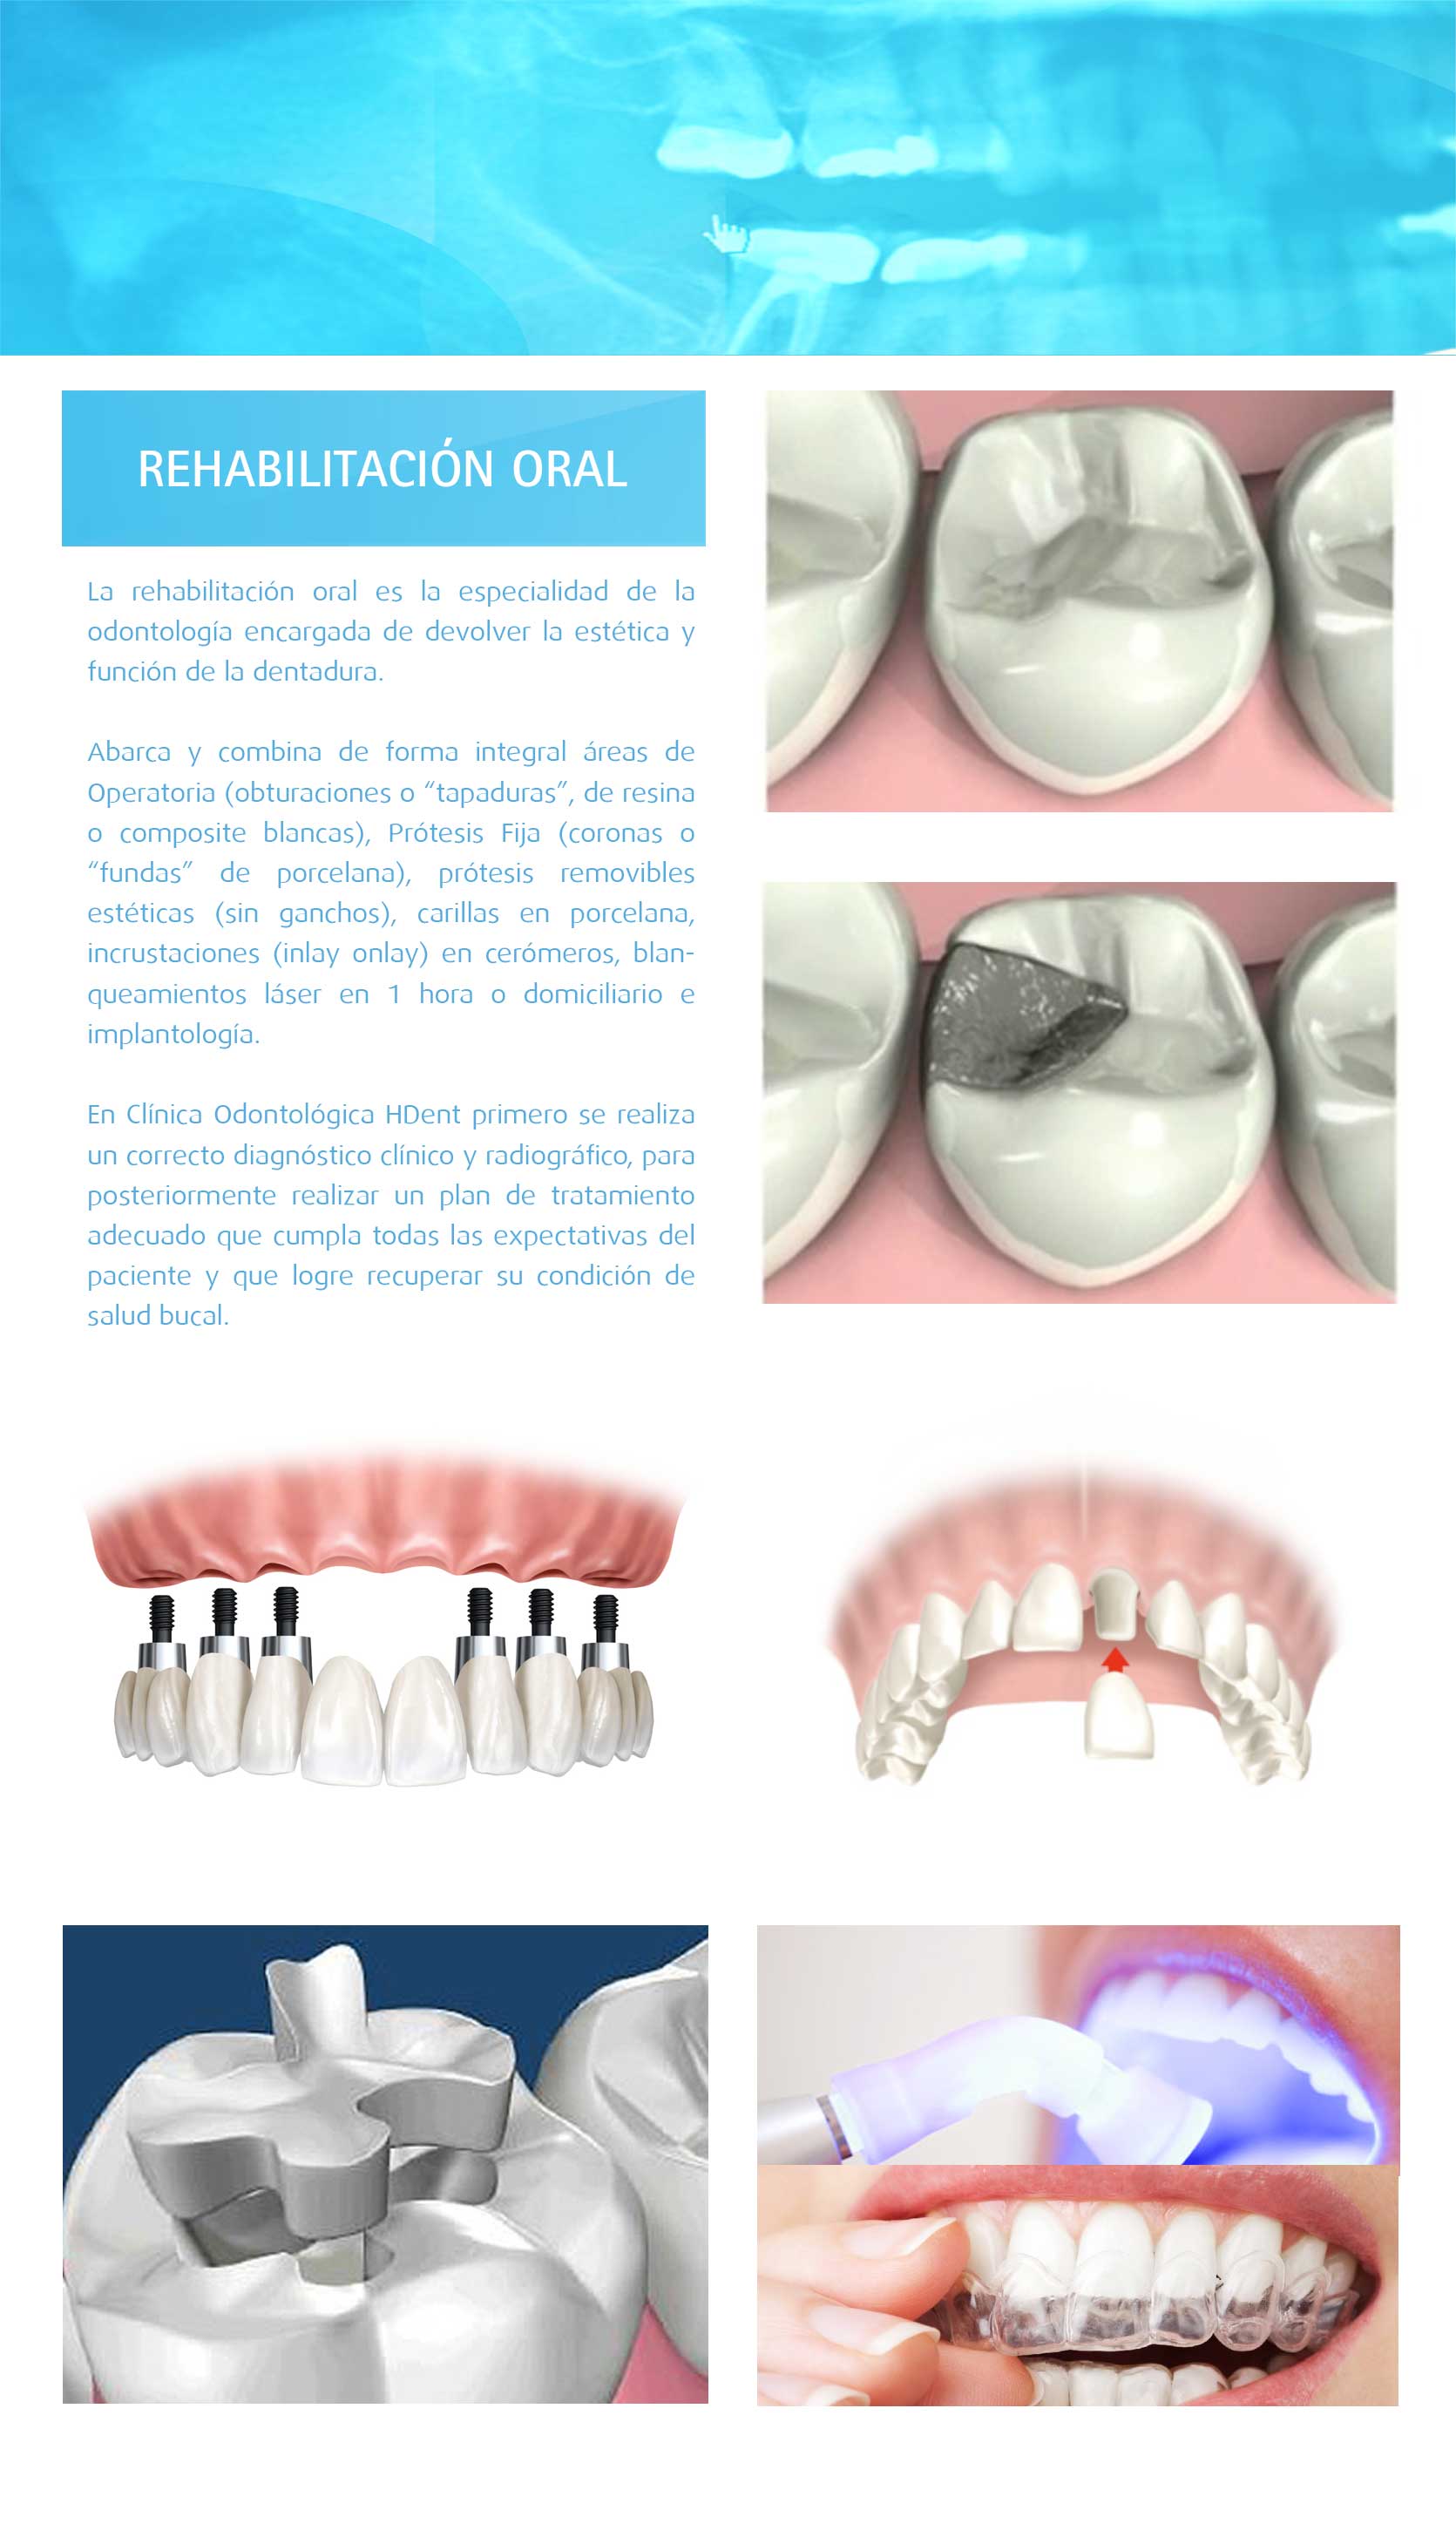 REHABILITACIÓN ORAL
La rehabilitación oral es la especialidad de la
odontología encargada de devolver la estética y
función de la dentadura.
Abarca y combina de forma integral áreas de
Operatoria (obturaciones o “tapaduras”, de resina
o composite blancas), Prótesis Fija (coronas o
“fundas” de porcelana), prótesis removibles
estéticas (sin ganchos), carillas en porcelana,
incrustaciones (inlay onlay) en cerómeros, blan-
queamientos láser en 1 hora o domiciliario e
implantología.
En Clínica Odontológica HDent primero se realiza
un correcto diagnóstico clínico y radiográfico, para
posteriormente realizar un plan de tratamiento
adecuado que cumpla todas las expectativas del
paciente y que logre recuperar su condición de
salud bucal.